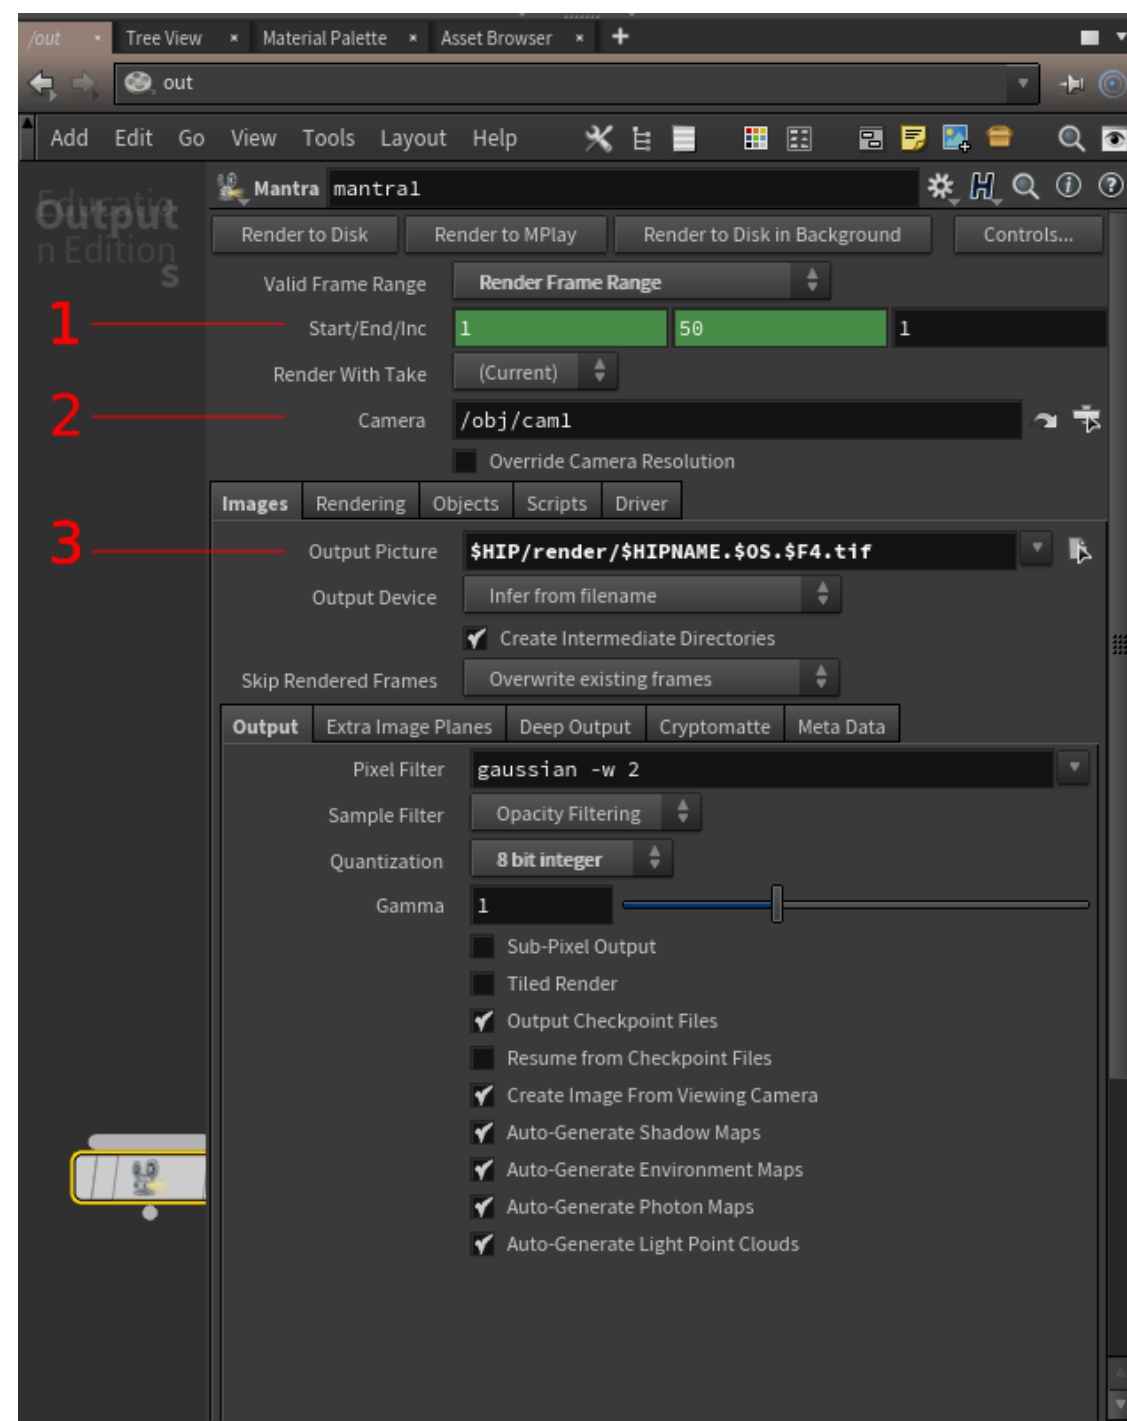 /out × Tree View × Material Palette × Asset Browser × +
out
Add Edit Go View Tools Layout Help
Outputs
Education Edition
Mantra mantra1
Render to Disk Render to MPlay Render to Disk in Background Controls...
Valid Frame Range Render Frame Range
1 Start/End/Inc 1 50 1
Render With Take (Current)
2 Camera /obj/cam1
Override Camera Resolution
Images Rendering Objects Scripts Driver
3 Output Picture $HIP/render/$HIPNAME.$OS.$F4.tif
Output Device Infer from filename
Create Intermediate Directories
Skip Rendered Frames Overwrite existing frames
Output Extra Image Planes Deep Output Cryptomatte Meta Data
Pixel Filter gaussian -w 2
Sample Filter Opacity Filtering
Quantization 8 bit integer
Gamma 1
Sub-Pixel Output
Tiled Render
Output Checkpoint Files
Resume from Checkpoint Files
Create Image From Viewing Camera
Auto-Generate Shadow Maps
Auto-Generate Environment Maps
Auto-Generate Photon Maps
Auto-Generate Light Point Clouds